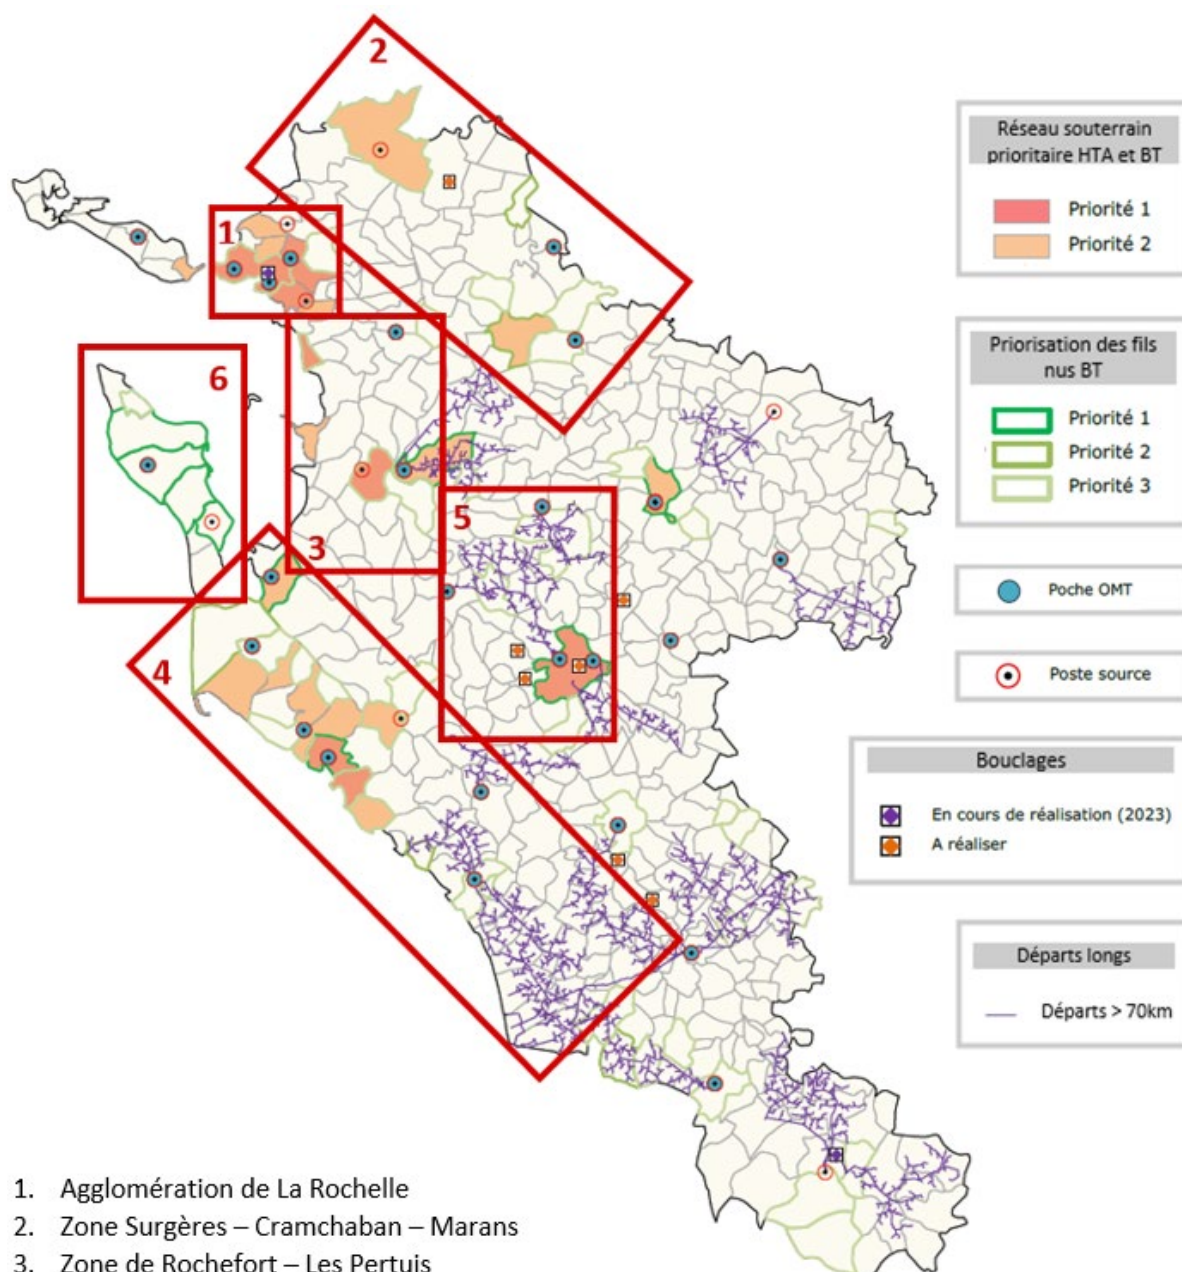 2
1
6
3
5
4
Réseau souterrain
prioritaire HTA et BT
Priorité 1
Priorité 2
Priorisation des fils
nus BT
Priorité 1
Priorité 2
Priorité 3
Poche OMT
Poste source
Bouclages
En cours de réalisation (2023)
A réaliser
Départs longs
Départs > 70km
1. Agglomération de La Rochelle
2. Zone Surgères – Cramchaban – Marans
3. Zone de Rochefort – Les Pertuis